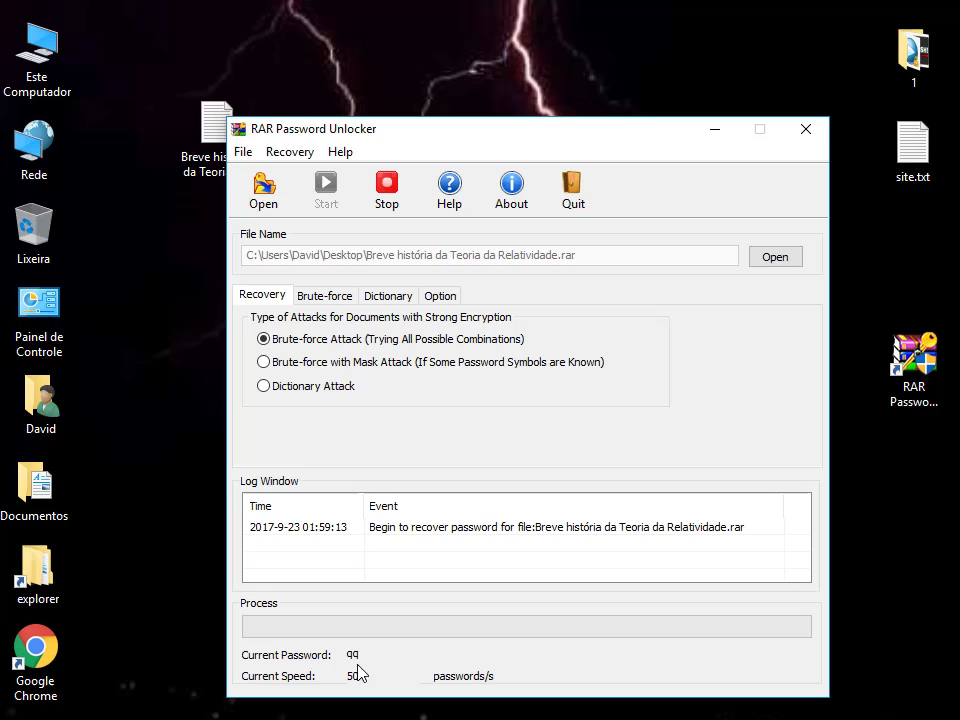 Este
Computador
Rede
Lixeira
Painel de
Controle
David
Documentos
explorer
Google
Chrome
Breve his
da Teori
1
site.txt
RAR
Passwo...
RAR Password Unlocker
File Recovery Help
Open Start Stop Help About Quit
File Name
C:\Users\David\Desktop\Breve história da Teoria da Relatividade.rar
Open
Recovery Brute-force Dictionary Option
Type of Attacks for Documents with Strong Encryption
Brute-force Attack (Trying All Possible Combinations)
Brute-force with Mask Attack (If Some Password Symbols are Known)
Dictionary Attack
Log Window
Time Event
2017-9-23 01:59:13 Begin to recover password for file:Breve história da Teoria da Relatividade.rar
Process
Current Password: qq
Current Speed: 50 passwords/s